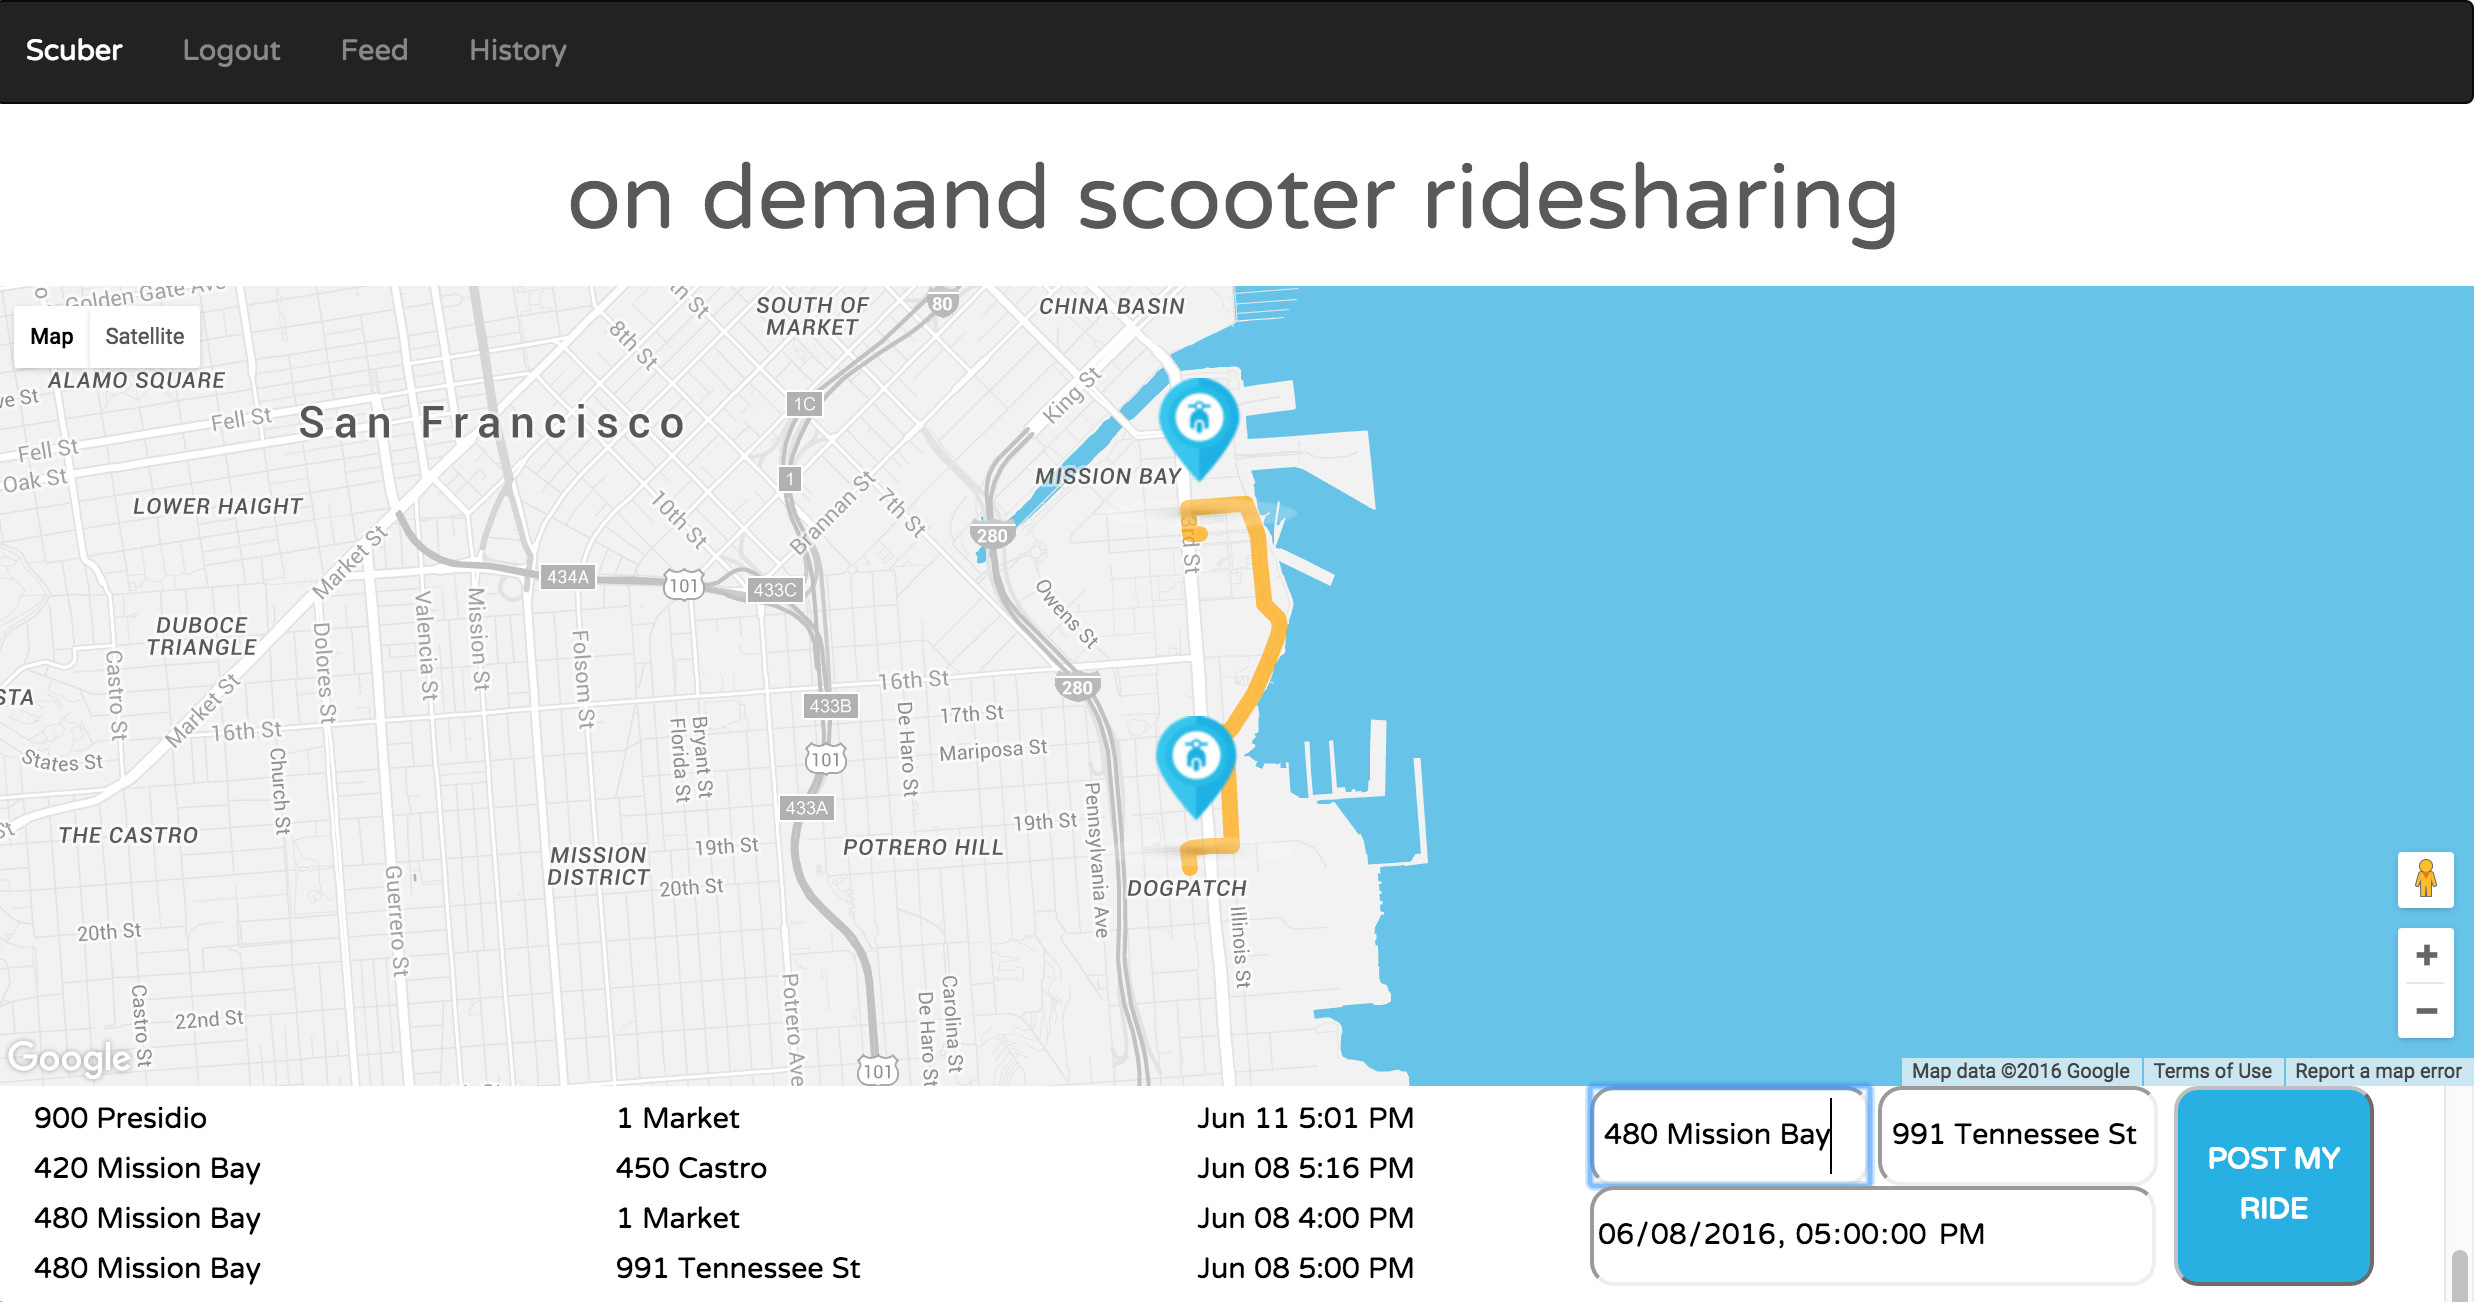 Scuber Logout Feed History
on demand scooter ridesharing
Golden Gate Ave
Map Satellite
SOUTH OF
MARKET
80
CHINA BASIN
8th St
ALAMO SQUARE
Fell St
San Francisco
1C
King St
Fell St
Oak St
1
MISSION BAY
LOWER HAIGHT
10th St
Brannan St
7th St
280
3rd St
Market St
434A
101
433C
Owens St
DUBOCE
TRIANGLE
Castro St
Dolores St
Valencia St
Mission St
Folsom St
16th St
280
433B
Market St
16th St
17th St
De Haro St
Bryant St
Florida St
Mariposa St
States St
Church St
101
433A
Pennsylvania Ave
19th St
THE CASTRO
19th St
POTRERO HILL
MISSION
DISTRICT
20th St
DOGPATCH
Guerrero St
Illinois St
20th St
Castro St
22nd St
Potrero Ave
De Haro St
Carolina St
101
Google
Map data ©2016 Google Terms of Use Report a map error
900 Presidio 1 Market Jun 11 5:01 PM
420 Mission Bay 450 Castro Jun 08 5:16 PM
480 Mission Bay 1 Market Jun 08 4:00 PM
480 Mission Bay 991 Tennessee St Jun 08 5:00 PM
480 Mission Bay 991 Tennessee St
06/08/2016, 05:00:00 PM
POST MY
RIDE